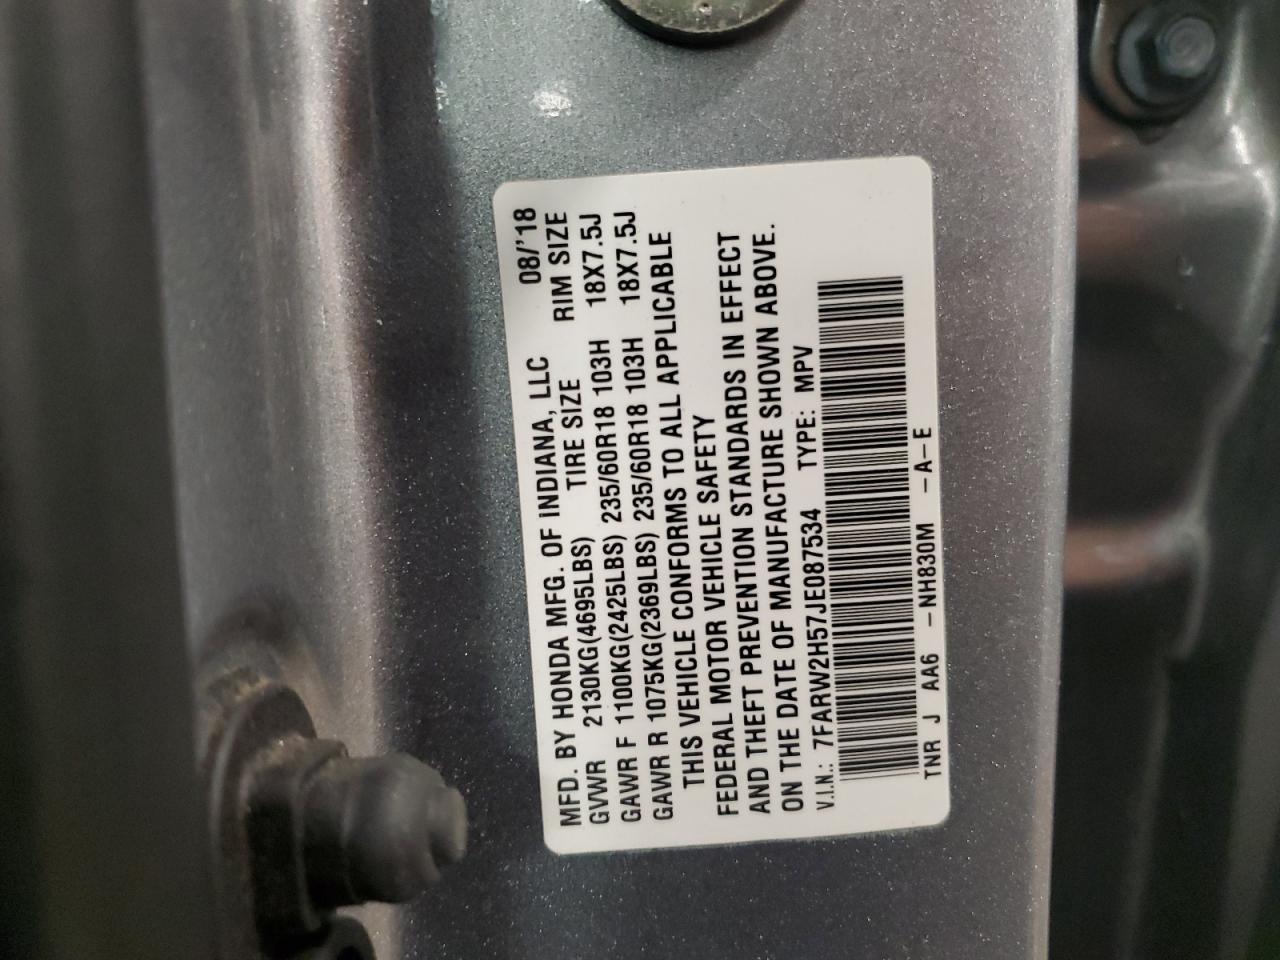 MFD. BY HONDA MFG. OF INDIANA, LLC 08/'18
GVWR 2130KG(4695LBS) TIRE SIZE RIM SIZE
GAWR F 1100KG(2425LBS) 235/60R18 103H 18X7.5J
GAWR R 1075KG(2369LBS) 235/60R18 103H 18X7.5J
THIS VEHICLE CONFORMS TO ALL APPLICABLE
FEDERAL MOTOR VEHICLE SAFETY
AND THEFT PREVENTION STANDARDS IN EFFECT
ON THE DATE OF MANUFACTURE SHOWN ABOVE.
V.I.N.: 7FARW2H57JE087534 TYPE: MPV
TNR J AA6 -NH830M -A-E